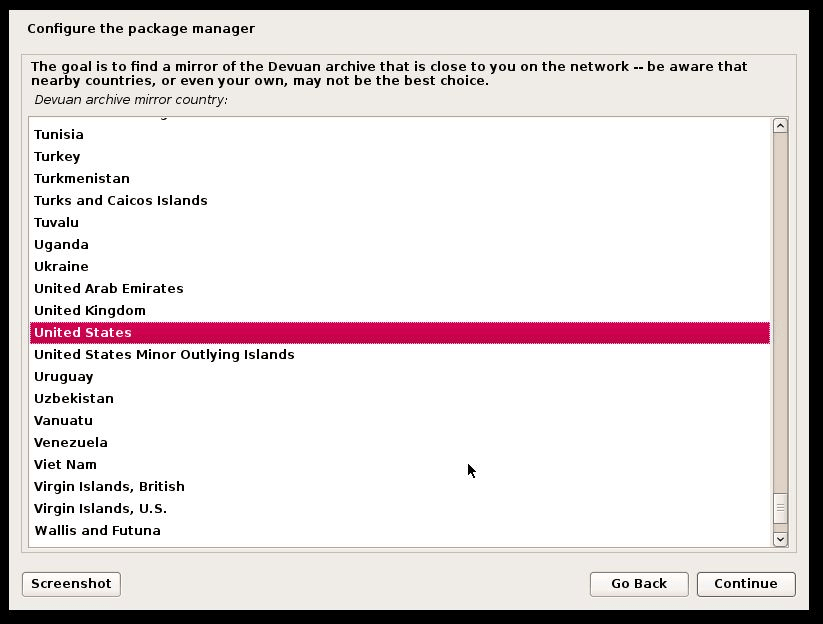 Configure the package manager
The goal is to find a mirror of the Devuan archive that is close to you on the network -- be aware that
nearby countries, or even your own, may not be the best choice.
Devuan archive mirror country:
Tunisia
Turkey
Turkmenistan
Turks and Caicos Islands
Tuvalu
Uganda
Ukraine
United Arab Emirates
United Kingdom
United States
United States Minor Outlying Islands
Uruguay
Uzbekistan
Vanuatu
Venezuela
Viet Nam
Virgin Islands, British
Virgin Islands, U.S.
Wallis and Futuna
Screenshot
Go Back
Continue